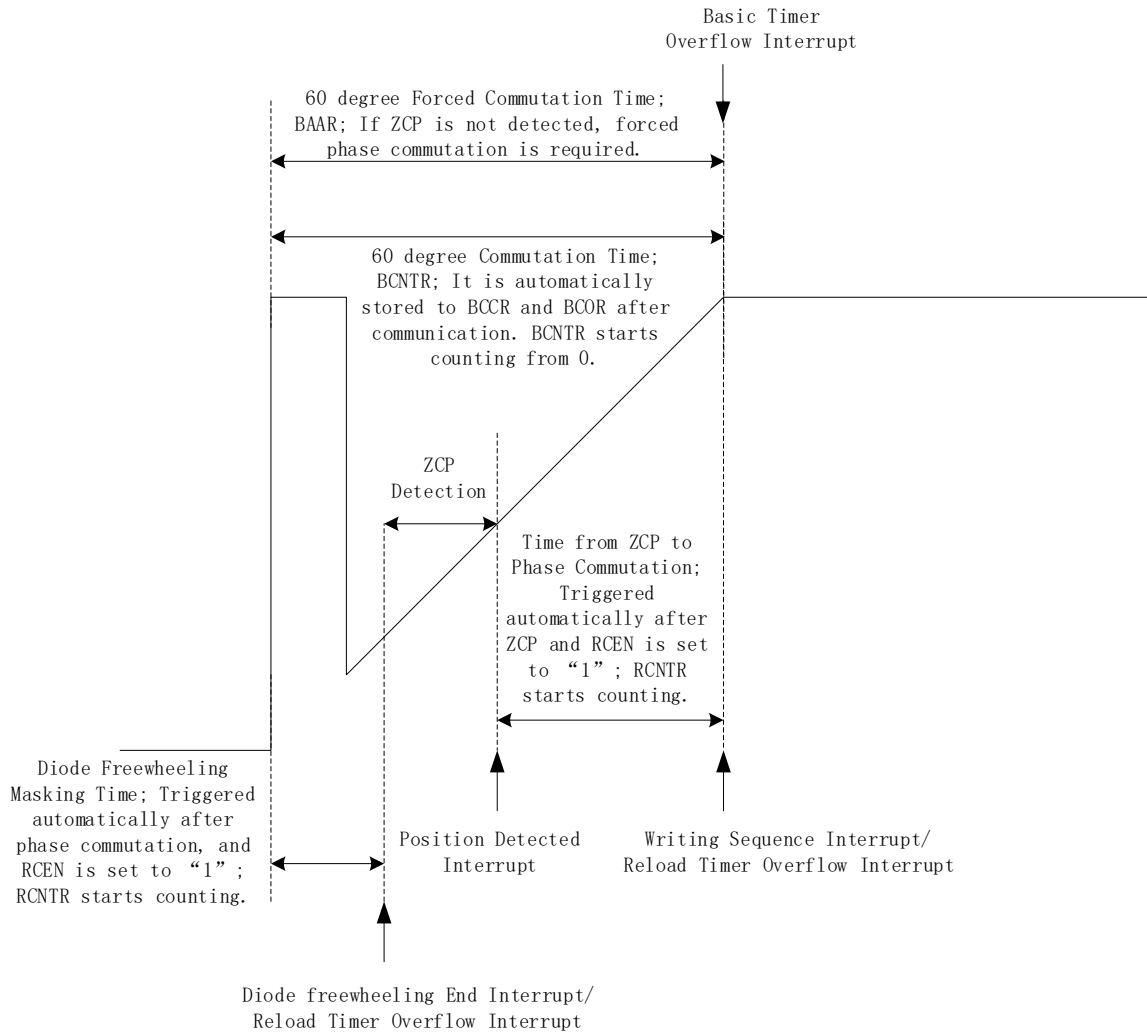 Basic Timer
Overflow Interrupt
60 degree Forced Commutation Time;
BAAR; If ZCP is not detected, forced
phase commutation is required.
60 degree Commutation Time;
BCNTR; It is automatically
stored to BCCR and BCOR after
communication. BCNTR starts
counting from 0.
ZCP
Detection
Time from ZCP to
Phase Commutation;
Triggered
automatically after
ZCP and RCEN is set
to “1”; RCNTR
starts counting.
Diode Freewheeling
Masking Time; Triggered
automatically after
phase commutation, and
RCEN is set to “1”;
RCNTR starts counting.
Position Detected
Interrupt
Writing Sequence Interrupt/
Reload Timer Overflow Interrupt
Diode freewheeling End Interrupt/
Reload Timer Overflow Interrupt